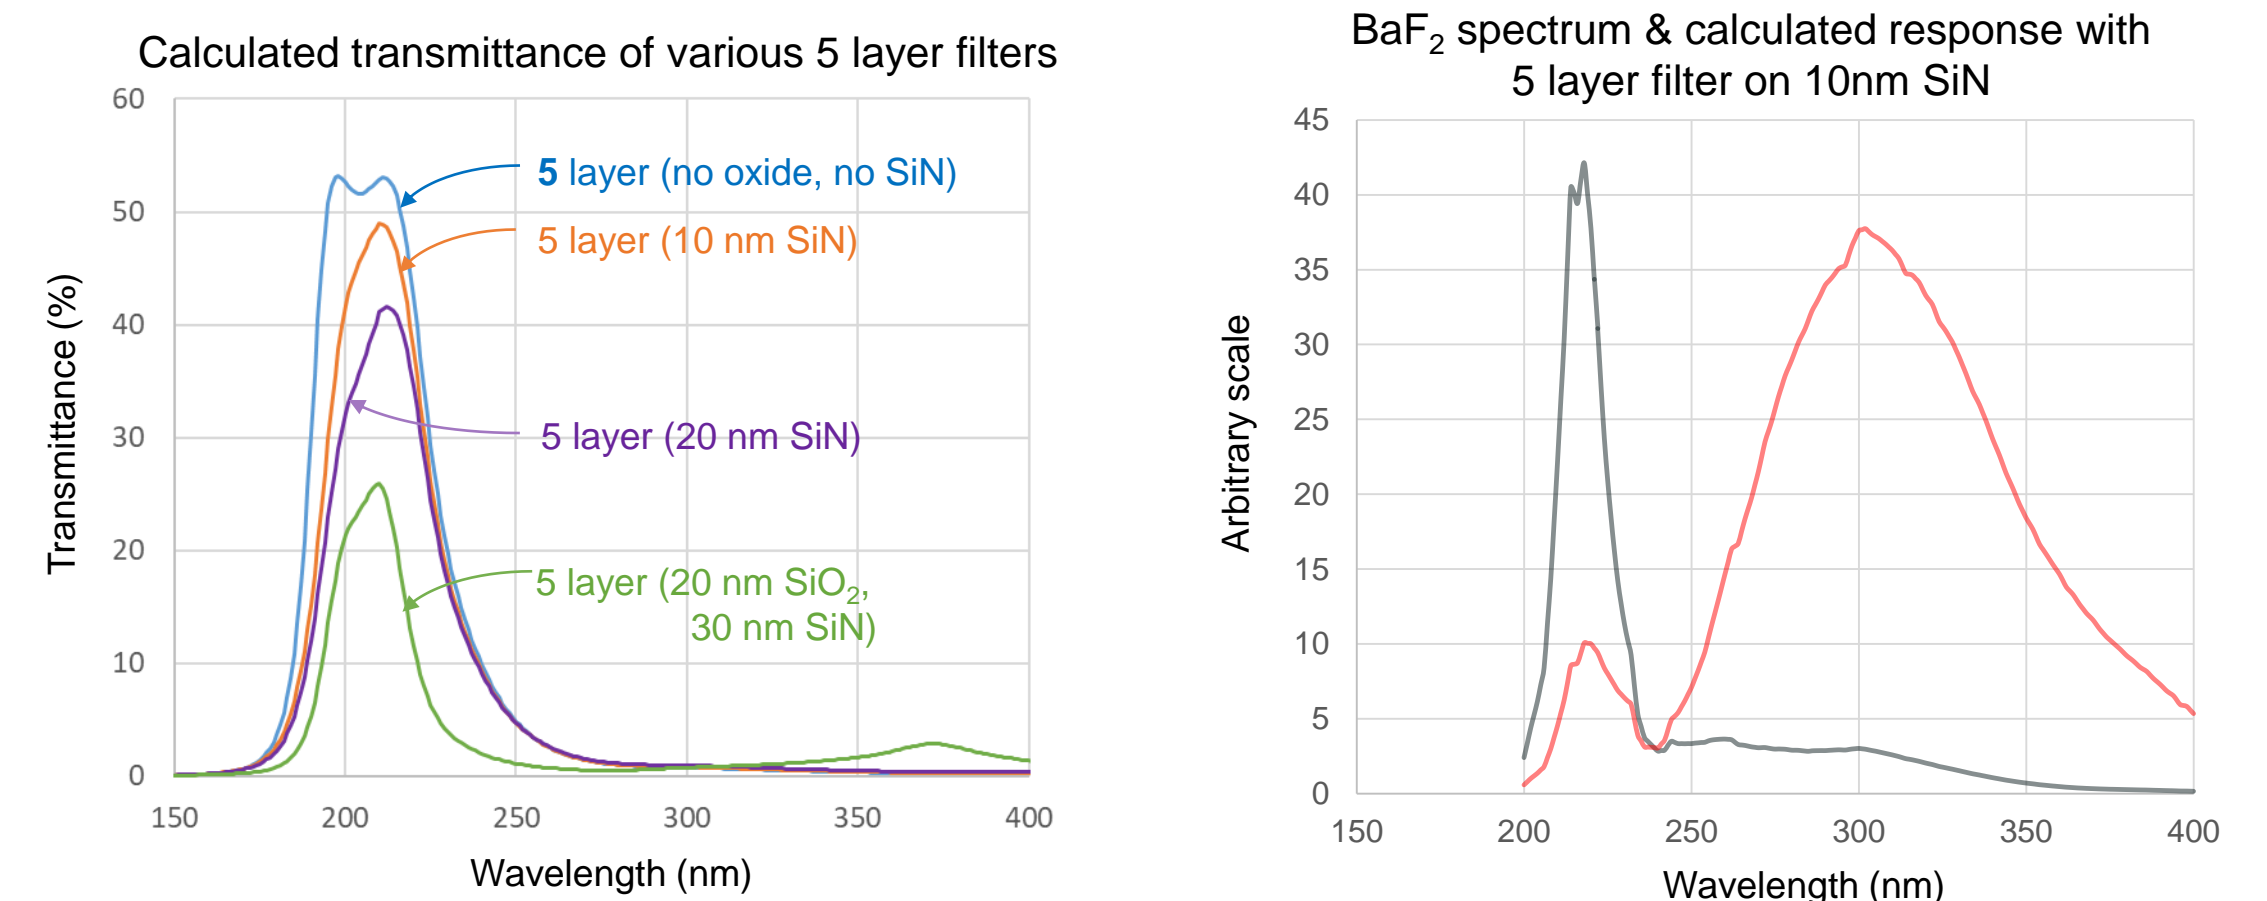 Calculated transmittance of various 5 layer filters
60
50
40
30
20
10
0
Transmittance (%)
5 layer (no oxide, no SiN)
5 layer (10 nm SiN)
5 layer (20 nm SiN)
5 layer (20 nm SiO₂,
30 nm SiN)
150 200 250 300 350 400
Wavelength (nm)
BaF₂ spectrum & calculated response with
5 layer filter on 10nm SiN
45
40
35
30
25
20
15
10
5
0
Arbitrary scale
150 200 250 300 350 400
Wavelength (nm)